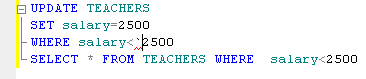 UPDATE TEACHERS
SET salary=2500
WHERE salary<`2500
SELECT * FROM TEACHERS WHERE  salary<2500